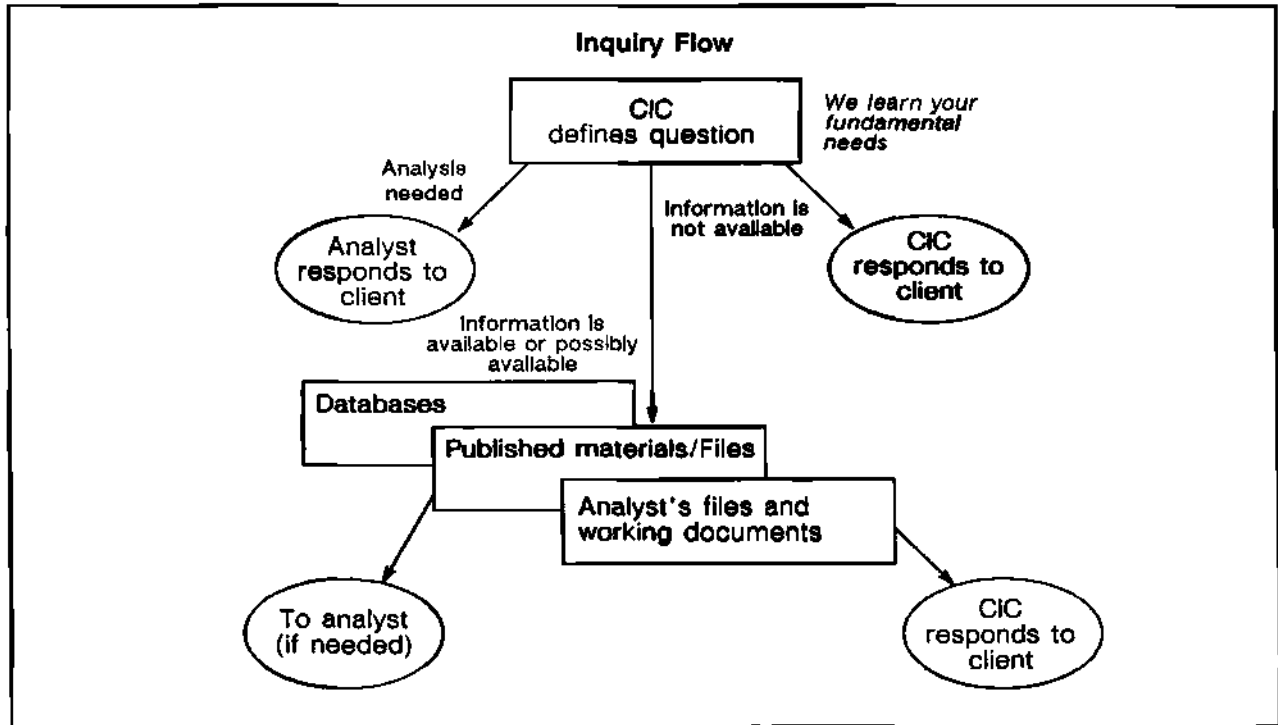 Inquiry Flow
CIC
defines question
We learn your
fundamental
needs
Analysis
needed
Information is
not available
Analyst
responds to
client
CIC
responds to
client
Information is
available or possibly
available
Databases
Published materials/Files
Analyst's files and
working documents
To analyst
(if needed)
CIC
responds to
client